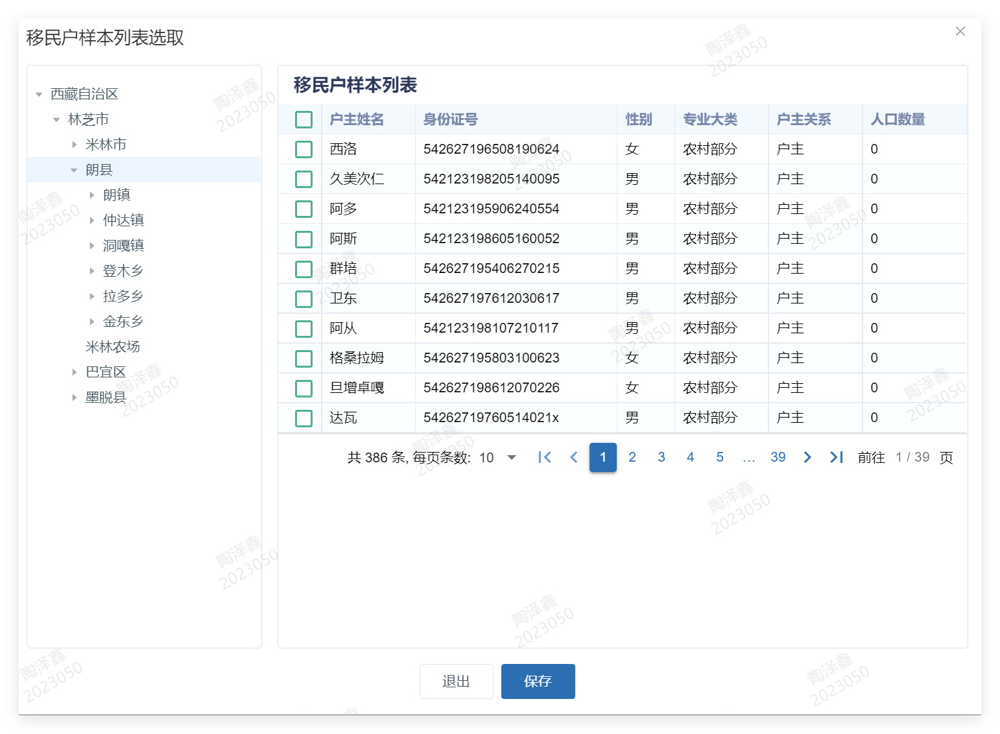 移民户样本列表选取
西藏自治区
林芝市
米林市
朗县
朗镇
仲达镇
洞嘎镇
登木乡
拉多乡
金东乡
米林农场
巴宜区
墨脱县
移民户样本列表
户主姓名 身份证号 性别 专业大类 户主关系 人口数量
西洛 542627196508190624 女 农村部分 户主 0
久美次仁 542123198205140095 男 农村部分 户主 0
阿多 542123195906240554 男 农村部分 户主 0
阿斯 542123198605160052 男 农村部分 户主 0
群培 542627195406270215 男 农村部分 户主 0
卫东 542627197612030617 男 农村部分 户主 0
阿从 542123198107210117 男 农村部分 户主 0
格桑拉姆 542627195803100623 女 农村部分 户主 0
旦增卓嘎 542627198612070226 女 农村部分 户主 0
达瓦 54262719760514021x 男 农村部分 户主 0
共 386 条, 每页条数: 10 1 2 3 4 5 ... 39 前往 1 / 39 页
退出 保存
陶泽鑫
2023050